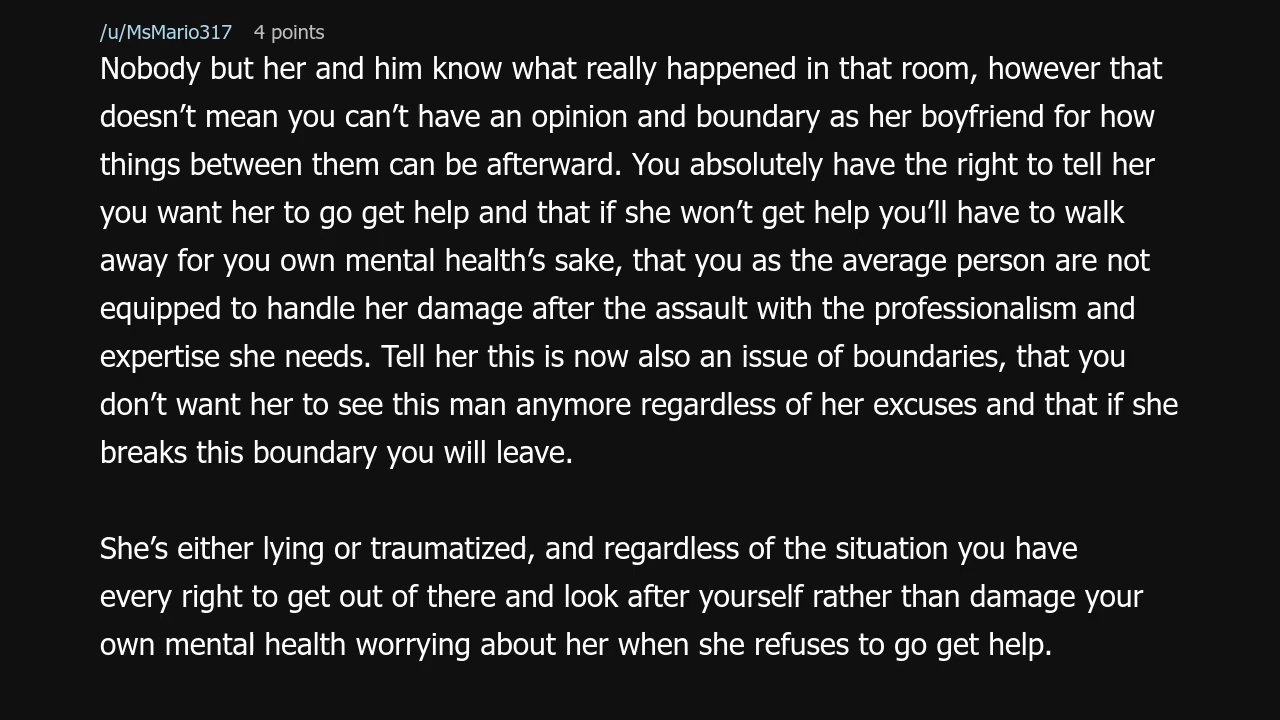 /u/MsMario317 4 points
Nobody but her and him know what really happened in that room, however that
doesn’t mean you can’t have an opinion and boundary as her boyfriend for how
things between them can be afterward. You absolutely have the right to tell her
you want her to go get help and that if she won’t get help you’ll have to walk
away for you own mental health’s sake, that you as the average person are not
equipped to handle her damage after the assault with the professionalism and
expertise she needs. Tell her this is now also an issue of boundaries, that you
don’t want her to see this man anymore regardless of her excuses and that if she
breaks this boundary you will leave.
She’s either lying or traumatized, and regardless of the situation you have
every right to get out of there and look after yourself rather than damage your
own mental health worrying about her when she refuses to go get help.